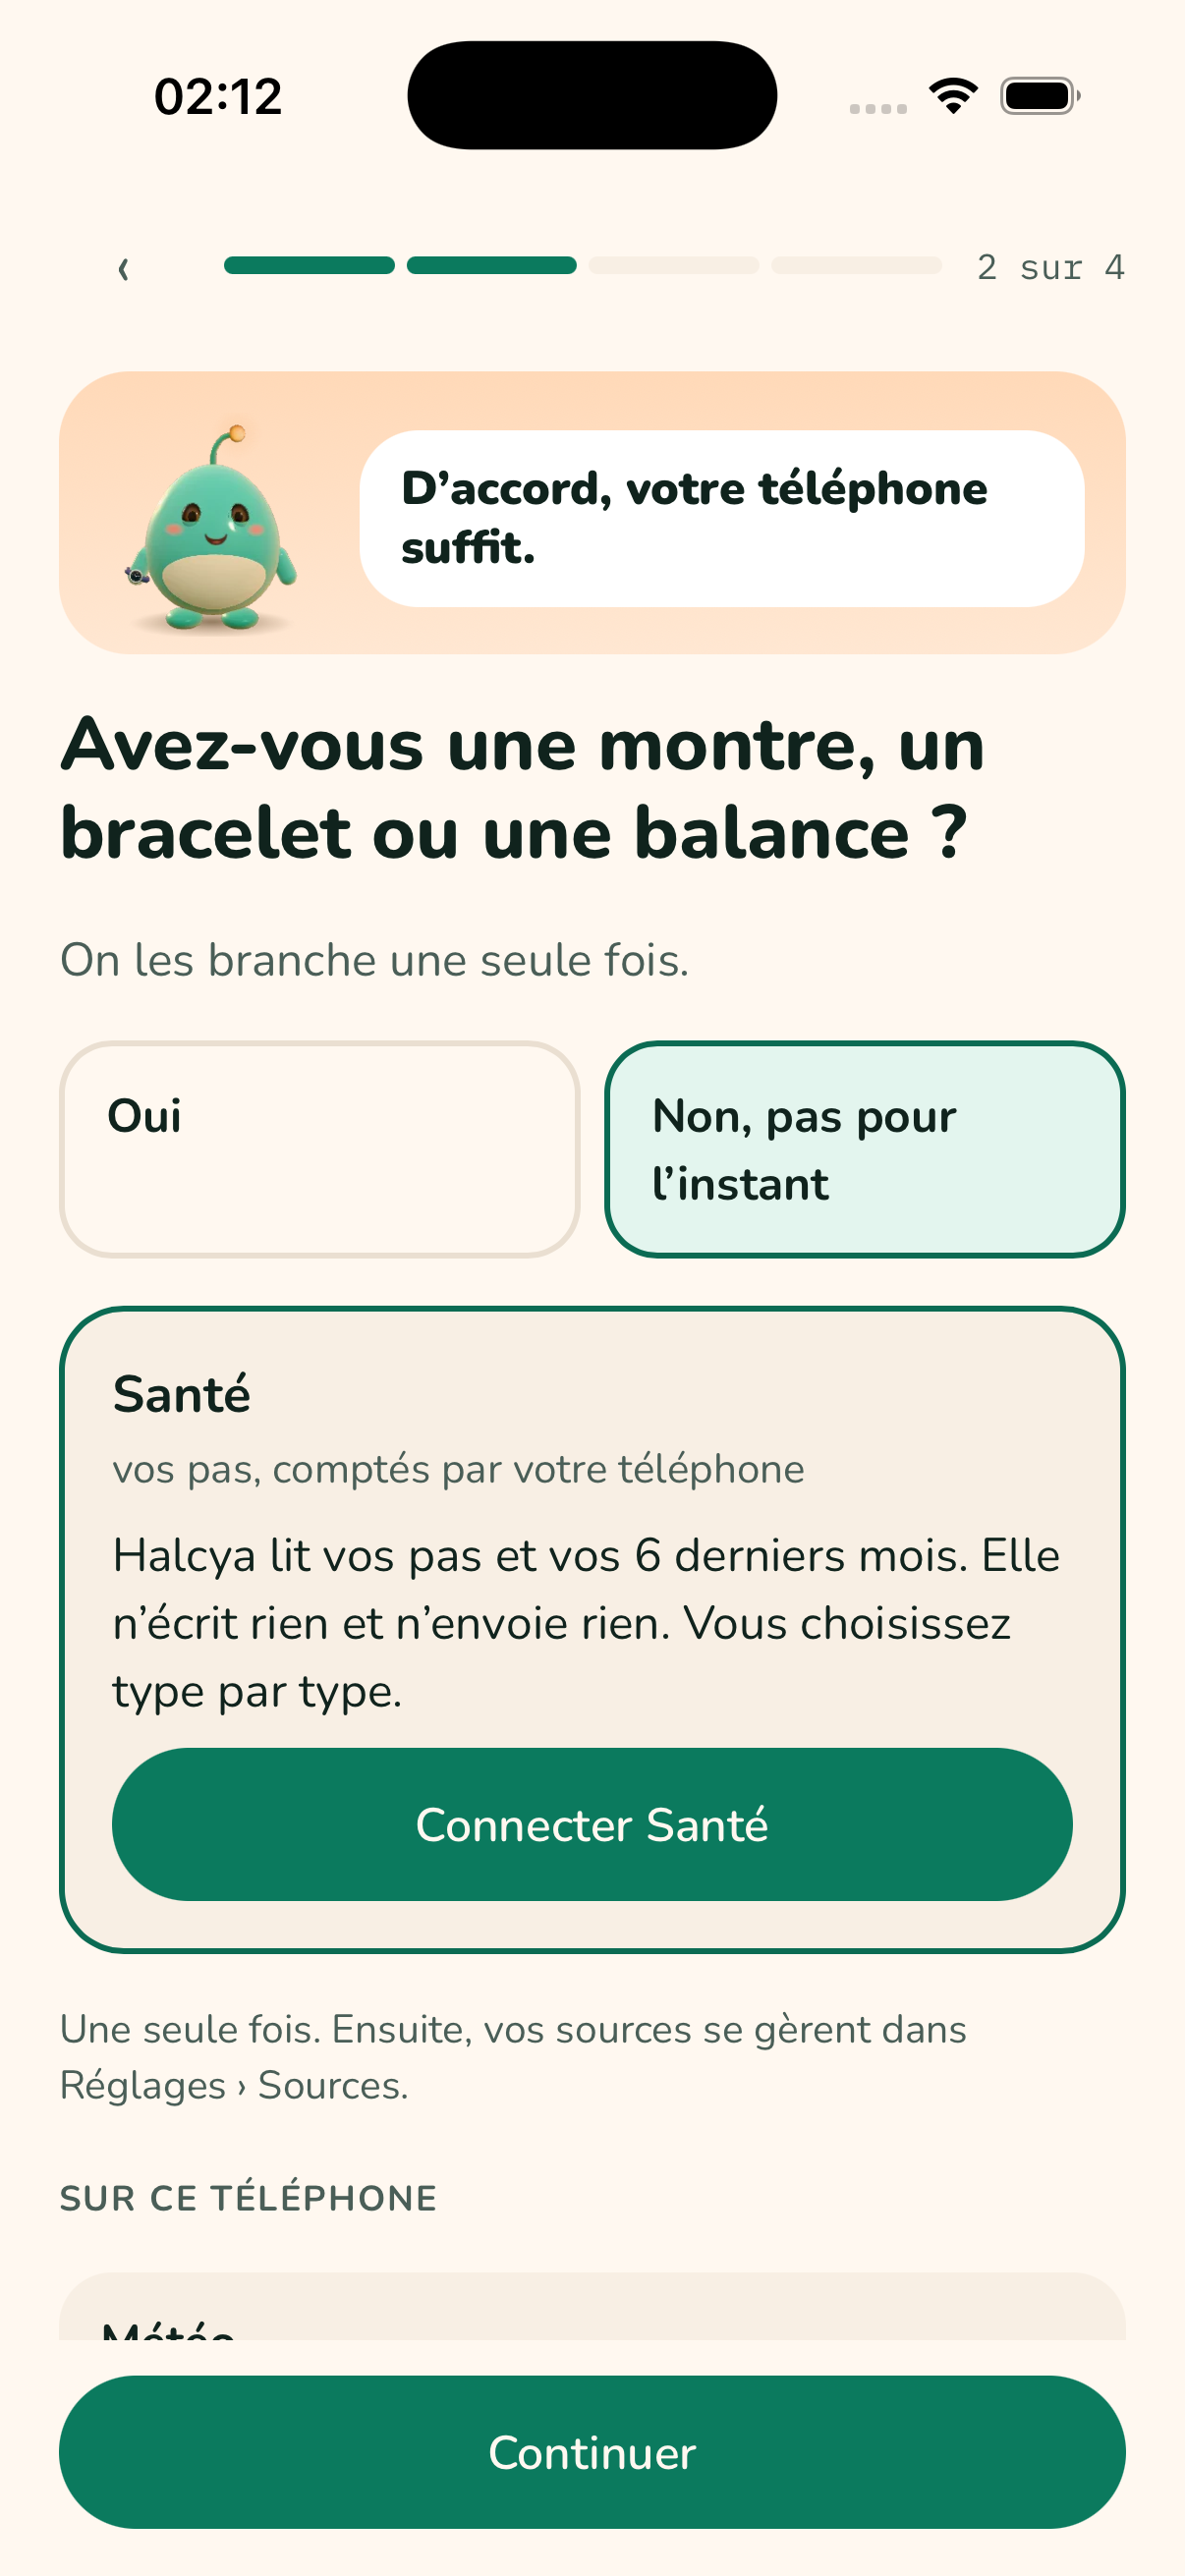 02:12
‹
2 sur 4
D’accord, votre téléphone
suffit.
Avez-vous une montre, un
bracelet ou une balance ?
On les branche une seule fois.
Oui
Non, pas pour
l’instant
Santé
vos pas, comptés par votre téléphone
Halcya lit vos pas et vos 6 derniers mois. Elle
n’écrit rien et n’envoie rien. Vous choisissez
type par type.
Connecter Santé
Une seule fois. Ensuite, vos sources se gèrent dans
Réglages › Sources.
SUR CE TÉLÉPHONE
Météo
Continuer